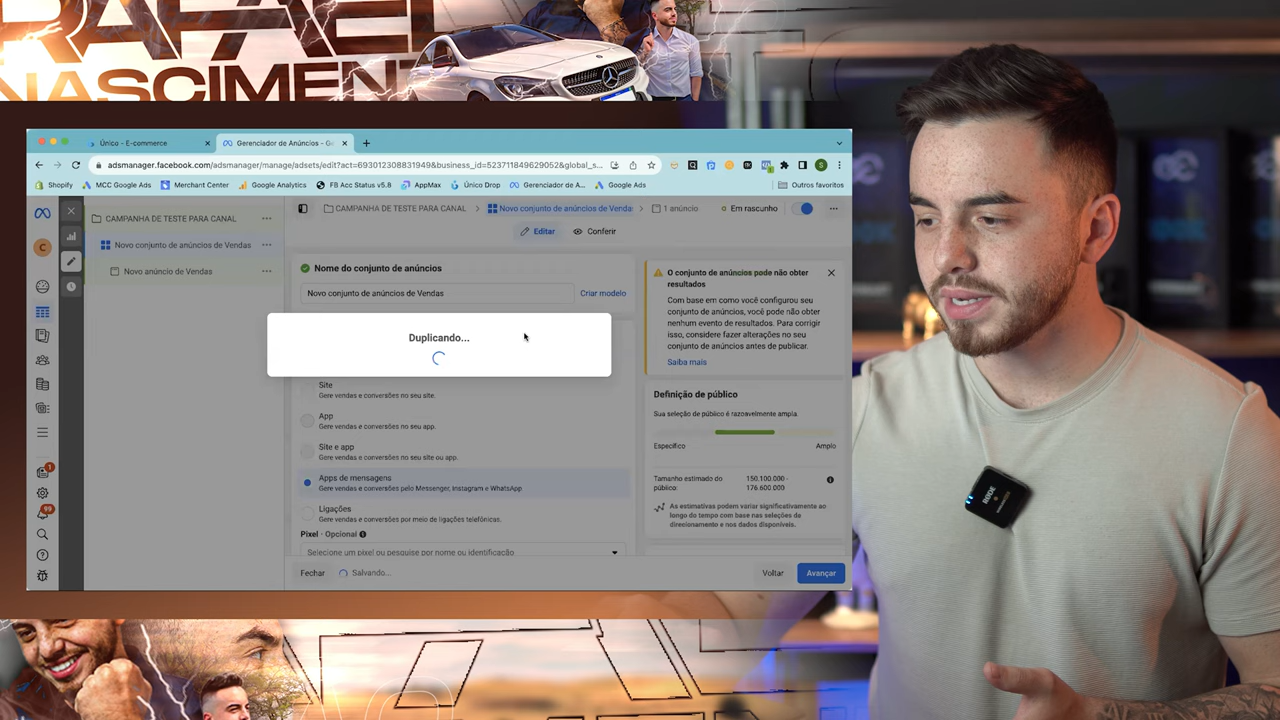 RAFAEL
NASCIMENT
Único - E-commerce
Gerenciador de Anúncios - Ge
adsmanager.facebook.com/adsmanager/manage/adsets/edit?act=693012308831949&business_id=523711849629052&global_s...
Shopify
MCC Google Ads
Merchant Center
Google Analytics
FB Acc Status v5.8
AppMax
Único Drop
Gerenciador de A...
Google Ads
Outros favoritos
CAMPANHA DE TESTE PARA CANAL
Novo conjunto de anúncios de Vendas
Novo anúncio de Vendas
CAMPANHA DE TESTE PARA CANAL
Novo conjunto de anúncios de Vendas
1 anúncio
Em rascunho
Editar
Conferir
Nome do conjunto de anúncios
Novo conjunto de anúncios de Vendas
Criar modelo
Duplicando...
Site
Gere vendas e conversões no seu site.
App
Gere vendas e conversões no seu app.
Site e app
Gere vendas e conversões no seu site ou app.
Apps de mensagens
Gere vendas e conversões pelo Messenger, Instagram e WhatsApp
Ligações
Gere vendas e conversões por meio de ligações telefônicas.
Pixel · Opcional
Selecione um pixel ou pesquise por nome ou identificação
Fechar
Salvando...
Voltar
Avançar
O conjunto de anúncios pode não obter
resultados
Com base em como você configurou seu
conjunto de anúncios, você pode não obter
nenhum evento de resultados. Para corrigir
isso, considere fazer alterações no seu
conjunto de anúncios antes de publicar.
Saiba mais
Definição de público
Sua seleção de público é razoavelmente ampla.
Específico
Amplo
Tamanho estimado do
público:
150.100.000 -
176.600.000
As estimativas podem variar significativamente ao
longo do tempo com base nas seleções de
direcionamento e nos dados disponíveis.
C
S
1
99
RØDE